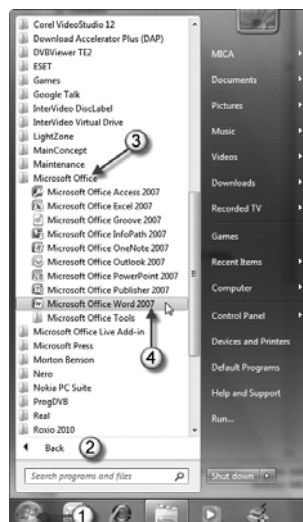 Corel VideoStudio 12
Download Accelerator Plus (DAP)
DVBViewer TE2
ESET
Games
Google Talk
InterVideo DiscLabel
InterVideo Virtual Drive
LightZone
MainConcept
Maintenance
3
Microsoft Office
Microsoft Office Access 2007
Microsoft Office Excel 2007
Microsoft Office Groove 2007
Microsoft Office InfoPath 2007
Microsoft Office OneNote 2007
Microsoft Office Outlook 2007
Microsoft Office PowerPoint 2007
Microsoft Office Publisher 2007
Microsoft Office Word 2007
Microsoft Office Tools
Microsoft Office Live Add-in
4
Microsoft Press
Morton Benson
Nero
Nokia PC Suite
ProgDVB
Real
Roxio 2010
Back
2
Search programs and files
1
MICA
Documents
Pictures
Music
Videos
Downloads
Recorded TV
Games
Recent Items
Computer
Control Panel
Devices and Printers
Default Programs
Help and Support
Run...
Shut down